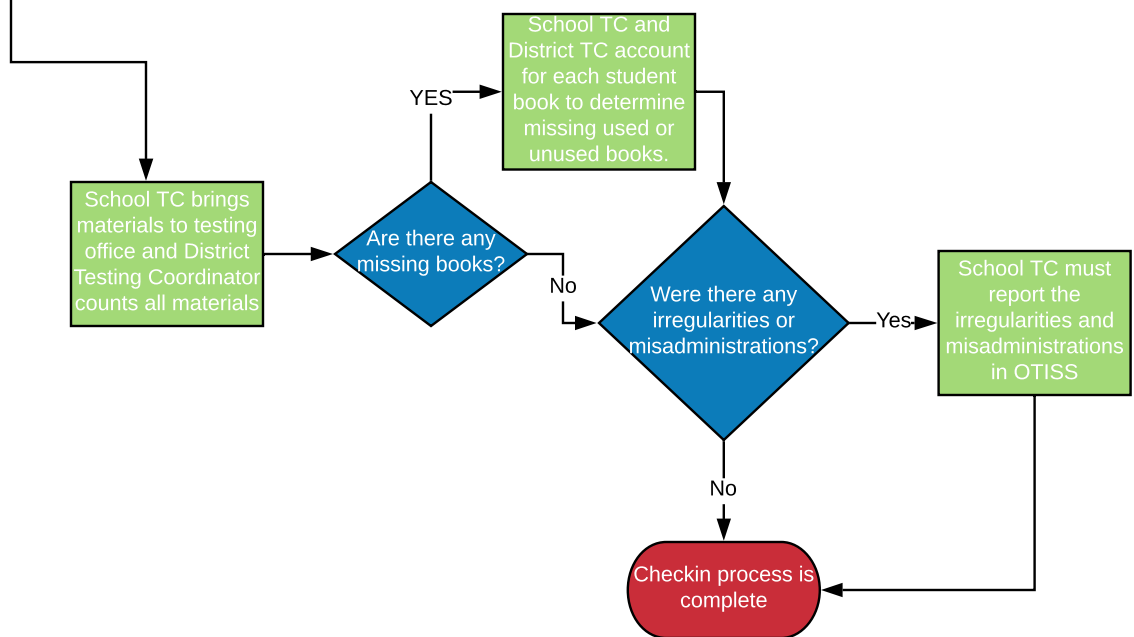 School TC brings
materials to testing
office and District
Testing Coordinator
counts all materials
Are there any
missing books?
YES
School TC and
District TC account
for each student
book to determine
missing used or
unused books.
No
Were there any
irregularities or
misadministrations?
Yes
School TC must
report the
irregularities and
misadministrations
in OTISS
No
Checkin process is
complete